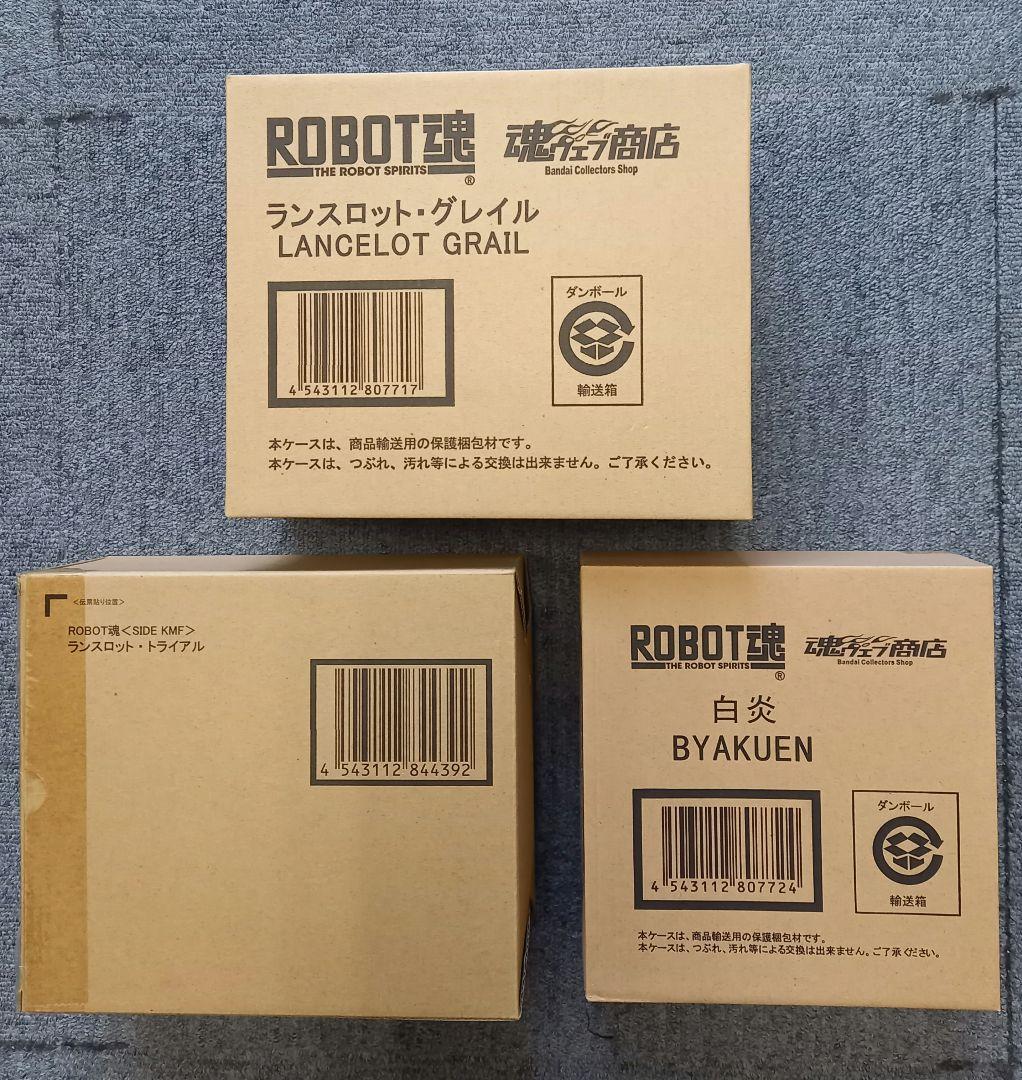 ROBOT魂 魂ウェブ商店
THE ROBOT SPIRITS ® Bandai Collectors Shop
ランスロット・グレイル
LANCELOT GRAIL
ダンボール
4 543112 807717
輸送箱
本ケースは、商品輸送用の保護梱包材です。
本ケースは、つぶれ、汚れ等による交換は出来ません。ご了承ください。
<伝票貼り位置>
ROBOT魂<SIDE KMF>
ランスロット・トライアル
4 543112 844392
ROBOT魂 魂ウェブ商店
THE ROBOT SPIRITS ® Bandai Collectors Shop
白炎
BYAKUEN
ダンボール
4 543112 807724
輸送箱
本ケースは、商品輸送用の保護梱包材です。
本ケースは、つぶれ、汚れ等による交換は出来ません。ご了承ください。